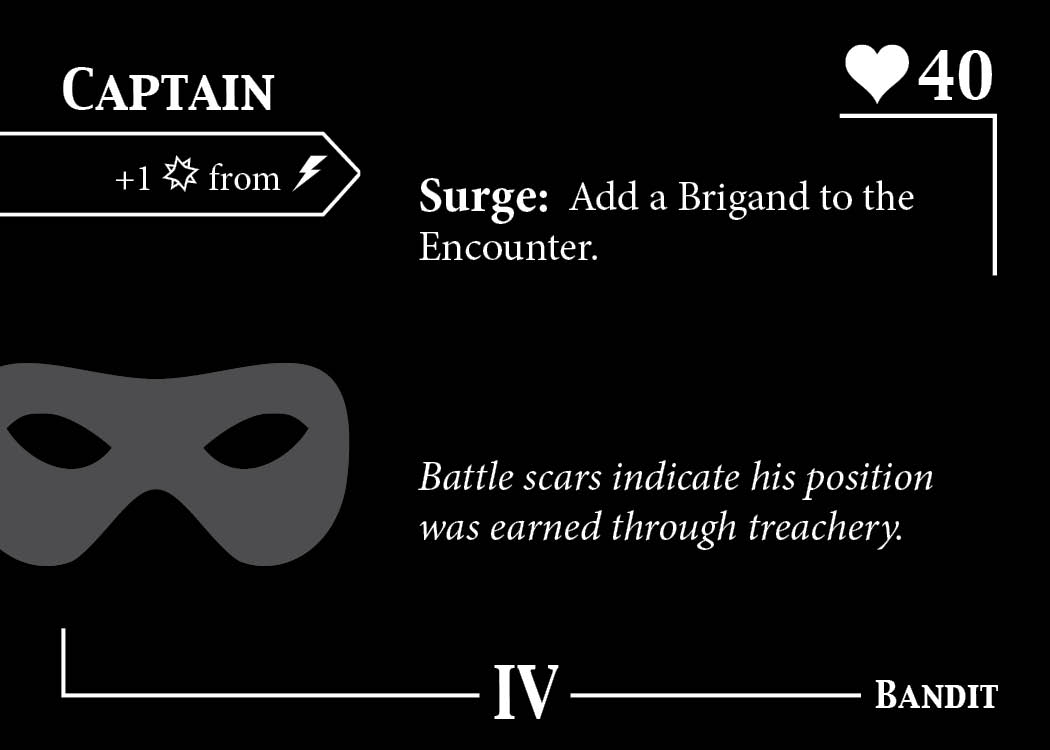 CAPTAIN
40
+1 from
Surge: Add a Brigand to the
Encounter.
Battle scars indicate his position
was earned through treachery.
IV
BANDIT